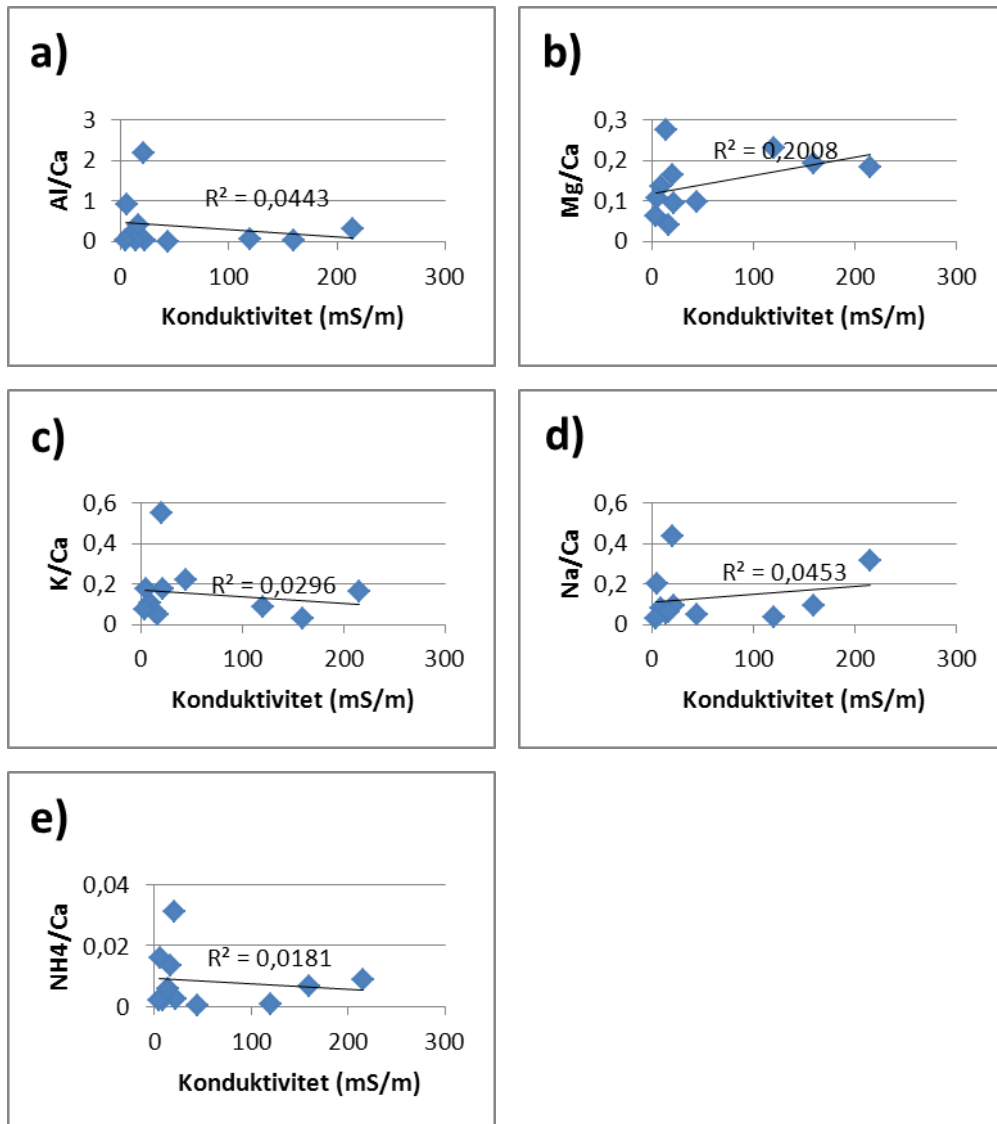 a)
Al/Ca
3
2
1
0
R² = 0,0443
0 100 200 300
Konduktivitet (mS/m)
b)
Mg/Ca
0,3
0,2
0,1
0
R² = 0,2008
0 100 200 300
Konduktivitet (mS/m)
c)
K/Ca
0,6
0,4
0,2
0
R² = 0,0296
0 100 200 300
Konduktivitet (mS/m)
d)
Na/Ca
0,6
0,4
0,2
0
R² = 0,0453
0 100 200 300
Konduktivitet (mS/m)
e)
NH4/Ca
0,04
0,02
0
R² = 0,0181
0 100 200 300
Konduktivitet (mS/m)